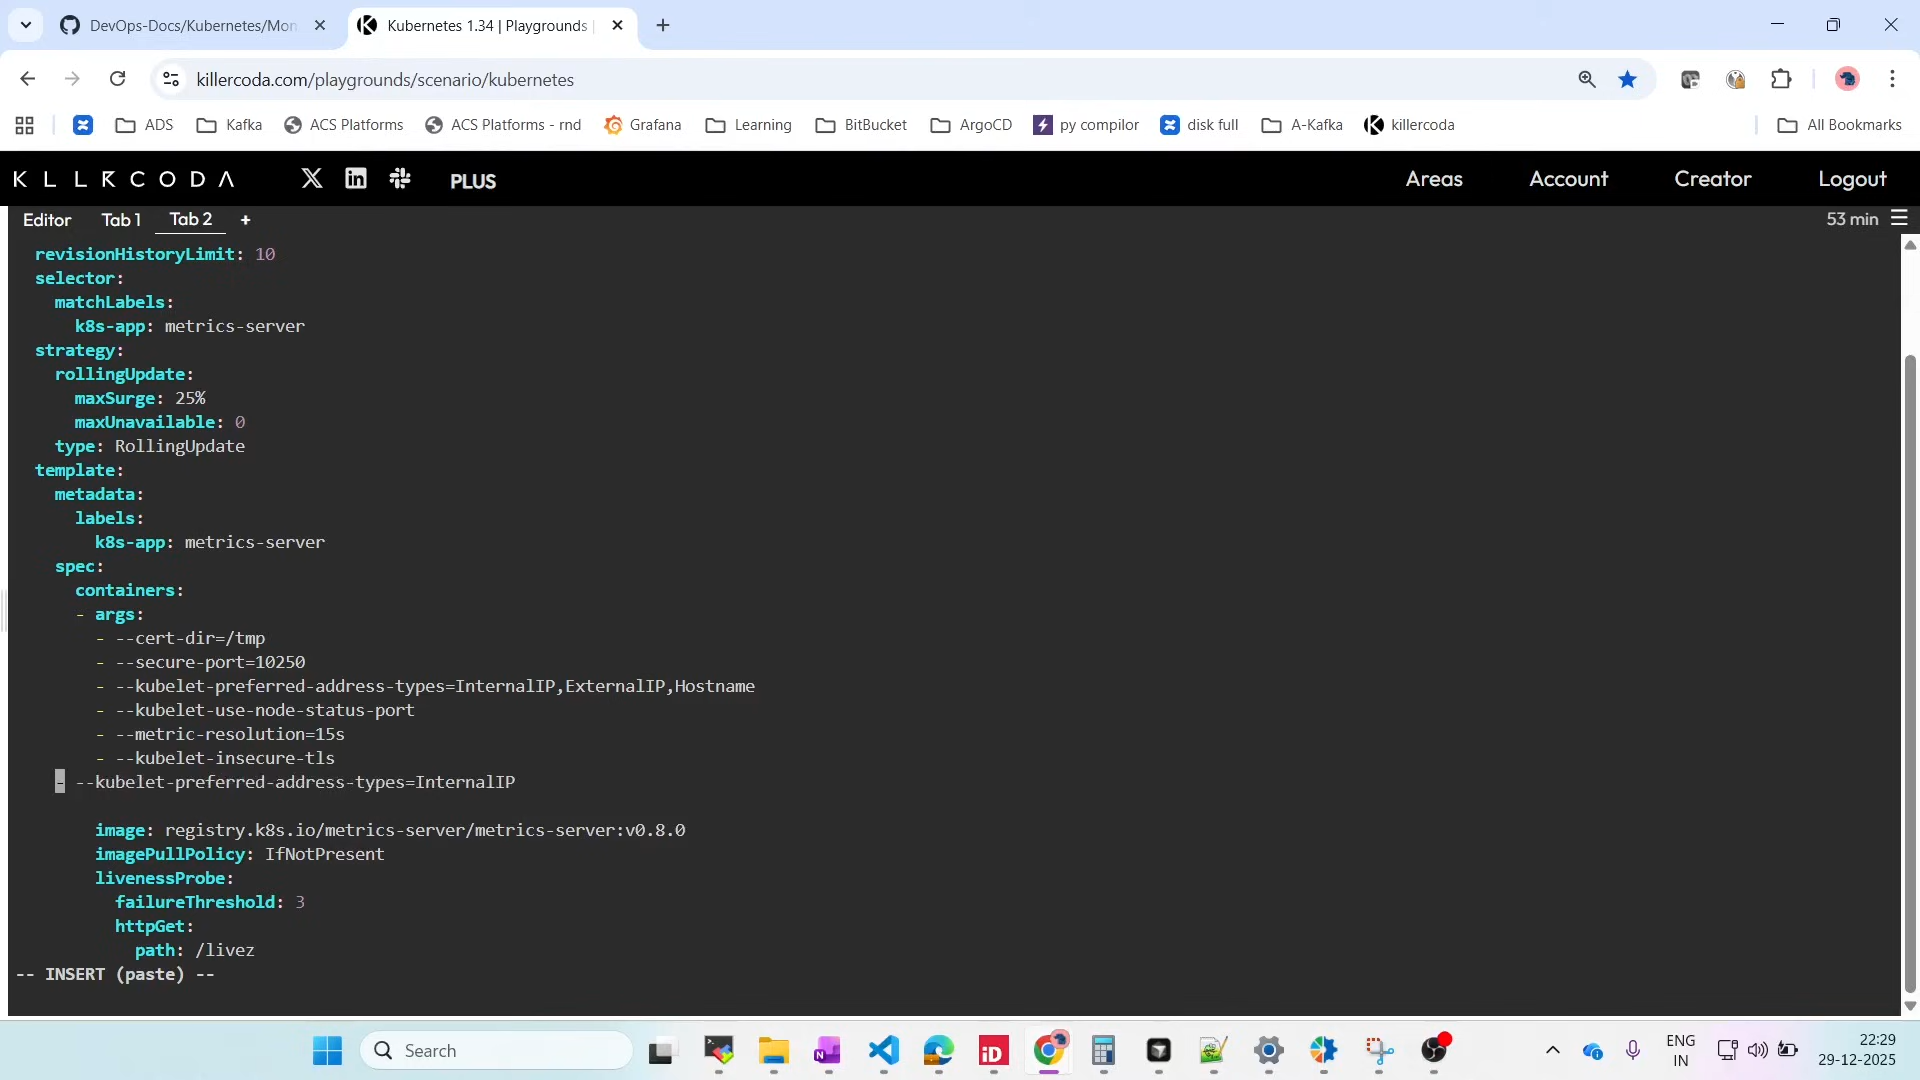 DevOps-Docs/Kubernetes/Mon
Kubernetes 1.34 | Playgrounds |
killercoda.com/playgrounds/scenario/kubernetes
ADS
Kafka
ACS Platforms
ACS Platforms - rnd
Grafana
Learning
BitBucket
ArgoCD
py compilor
disk full
A-Kafka
killercoda
All Bookmarks
KILLERCODA
PLUS
Areas
Account
Creator
Logout
Editor
Tab 1
Tab 2
+
53 min
revisionHistoryLimit: 10
selector:
matchLabels:
k8s-app: metrics-server
strategy:
rollingUpdate:
maxSurge: 25%
maxUnavailable: 0
type: RollingUpdate
template:
metadata:
labels:
k8s-app: metrics-server
spec:
containers:
- args:
- --cert-dir=/tmp
- --secure-port=10250
- --kubelet-preferred-address-types=InternalIP,ExternalIP,Hostname
- --kubelet-use-node-status-port
- --metric-resolution=15s
- --kubelet-insecure-tls
- --kubelet-preferred-address-types=InternalIP
image: registry.k8s.io/metrics-server/metrics-server:v0.8.0
imagePullPolicy: IfNotPresent
livenessProbe:
failureThreshold: 3
httpGet:
path: /livez
-- INSERT (paste) --
Search
ENG
IN
22:29
29-12-2025